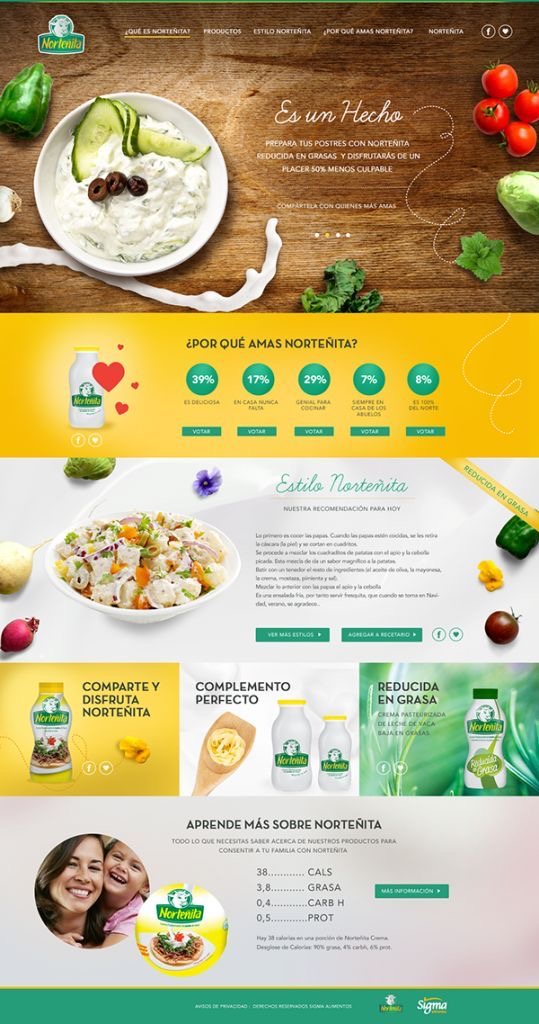 Norteñita
¿QUÉ ES NORTEÑITA?
PRODUCTOS
ESTILO NORTEÑITA
¿POR QUÉ AMAS NORTEÑITA?
NORTEÑITA
Es un Hecho
PREPARA TUS POSTRES CON NORTEÑITA
REDUCIDA EN GRASAS Y DISFRUTARÁS DE UN
PLACER 50% MENOS CULPABLE
COMPÁRTELA CON QUIENES MÁS AMAS
¿POR QUÉ AMAS NORTEÑITA?
Norteñita
39%
ES DELICIOSA
VOTAR
17%
EN CASA NUNCA
FALTA
VOTAR
29%
GENIAL PARA
COCINAR
VOTAR
7%
SIEMPRE EN
CASA DE LOS
ABUELOS
VOTAR
8%
ES 100%
DEL NORTE
VOTAR
Estilo Norteñita
REDUCIDA EN GRASA
NUESTRA RECOMENDACIÓN PARA HOY
Lo primero es cocer las papas. Cuando las papas estén cocidas, se les retira
la cáscara (la piel) y se cortan en cuadritos.
Se procede a mezclar los cuadraditos de patatas con el apio y la cebolla
picada. Esta mezcla de da un sabor magnífico a la patatas.
Batir con un tenedor el resto de ingredientes (el aceite de oliva, la mayonesa,
la crema, mostaza, pimienta y sal).
Mezclar lo anterior con las papas el apio y la cebolla
Es una ensalada fría, por tanto servir fresquita, que cuando se toma en Navi-
dad, verano, se agradece..
VER MÁS ESTILOS
AGREGAR A RECETARIO
COMPARTE Y
DISFRUTA
NORTEÑITA
Norteñita
COMPLEMENTO
PERFECTO
Norteñita
Norteñita
REDUCIDA
EN GRASA
CREMA PASTEURIZADA
DE LECHE DE VACA
BAJA EN GRASAS.
Norteñita
Reducida
en Grasa
APRENDE MÁS SOBRE NORTEÑITA
TODO LO QUE NECESITAS SABER ACERCA DE NUESTROS PRODUCTOS PARA
CONSENTIR A TU FAMILIA CON NORTEÑITA
38............ CALS
3,8........... GRASA
0,4...........CARB H
0,5............PROT
MÁS INFORMACIÓN
Norteñita
Hay 38 calorías en una porción de Norteñita Crema.
Desglose de Calorías: 90% grasa, 4% carbh, 6% prot.
AVISOS DE PRIVACIDAD - DERECHOS RESERVADOS SIGMA ALIMENTOS
Norteñita
Sigma